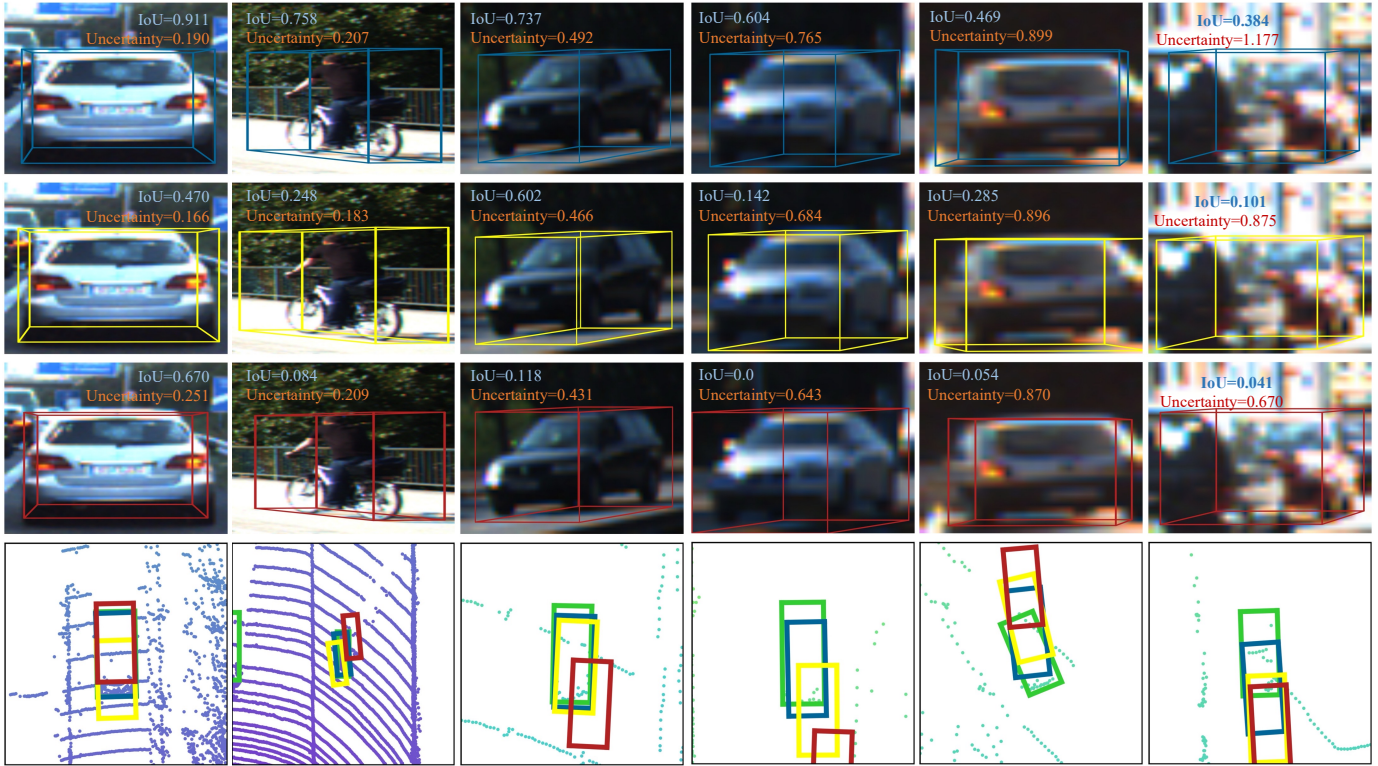 IoU=0.911
Uncertainty=0.190
IoU=0.758
Uncertainty=0.207
IoU=0.737
Uncertainty=0.492
IoU=0.604
Uncertainty=0.765
IoU=0.469
Uncertainty=0.899
IoU=0.384
Uncertainty=1.177
IoU=0.470
Uncertainty=0.166
IoU=0.248
Uncertainty=0.183
IoU=0.602
Uncertainty=0.466
IoU=0.142
Uncertainty=0.684
IoU=0.285
Uncertainty=0.896
IoU=0.101
Uncertainty=0.875
IoU=0.670
Uncertainty=0.251
IoU=0.084
Uncertainty=0.209
IoU=0.118
Uncertainty=0.431
IoU=0.0
Uncertainty=0.643
IoU=0.054
Uncertainty=0.870
IoU=0.041
Uncertainty=0.670